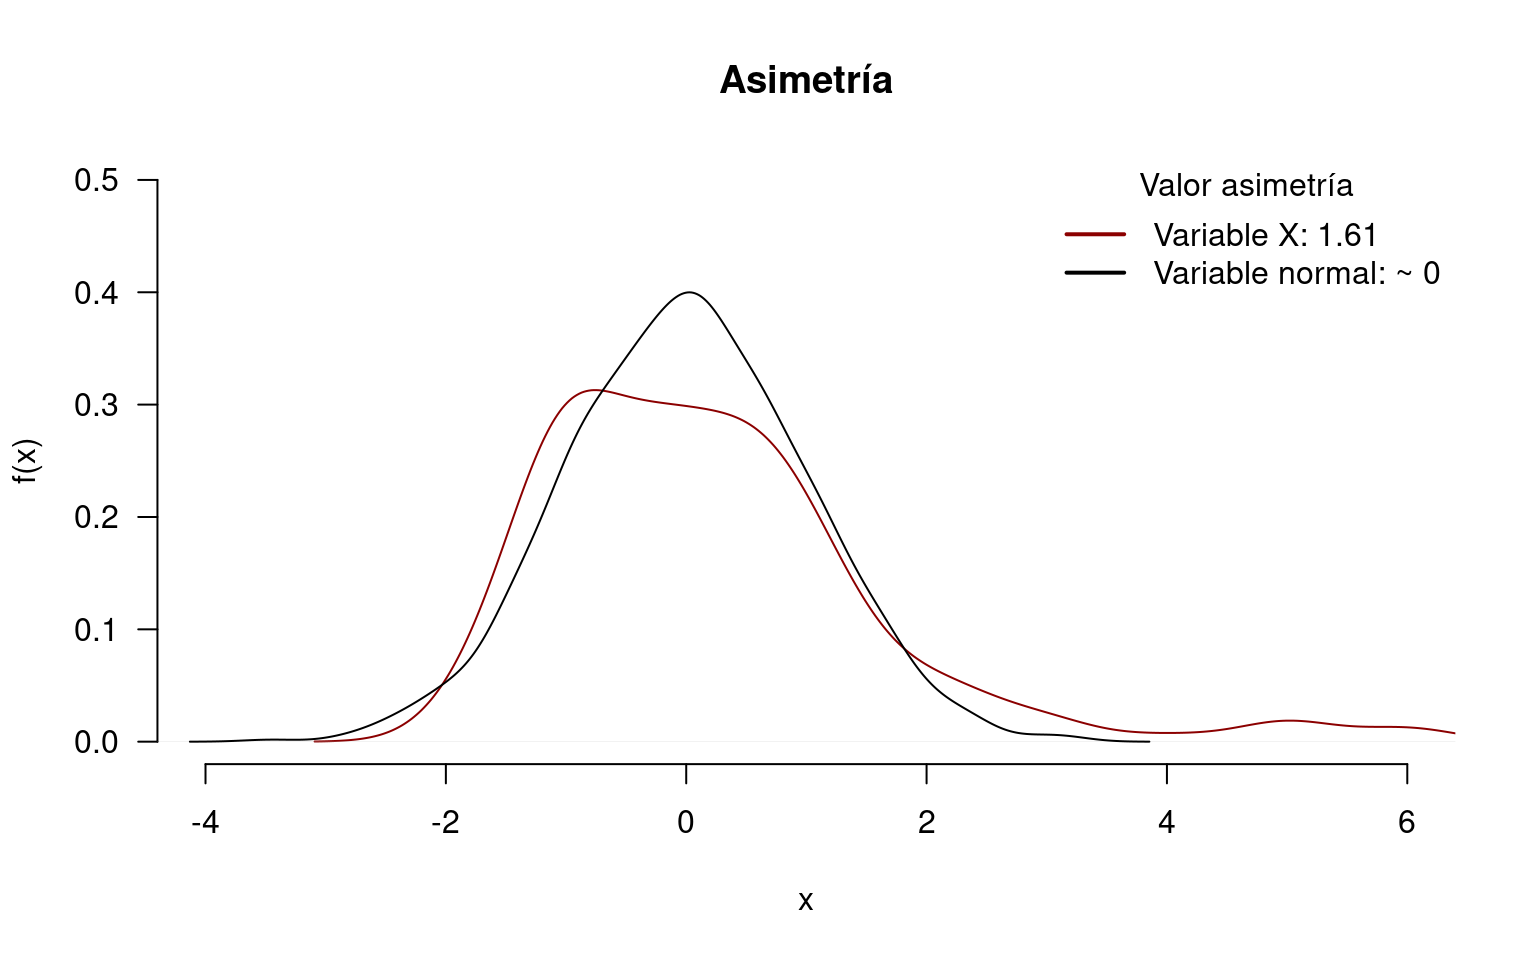 Asimetría
Valor asimetría
Variable X: 1.61
Variable normal: ~ 0
0.5
0.4
0.3
0.2
0.1
0.0
f(x)
-4 -2 0 2 4 6
x